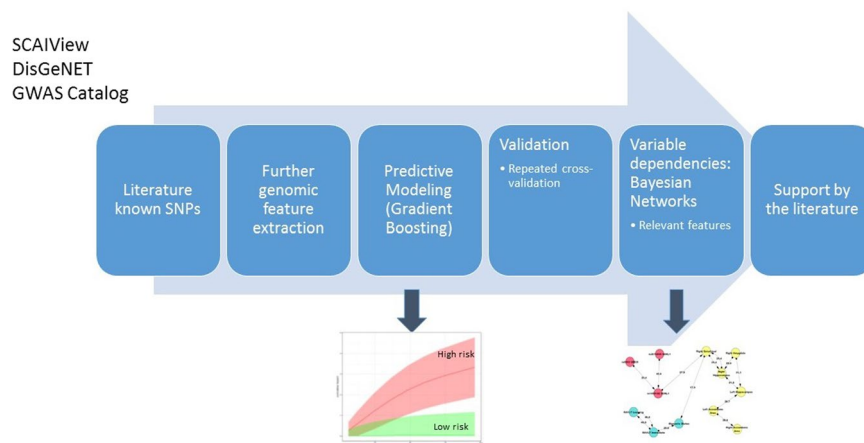 SCAIView
DisGeNET
GWAS Catalog
Literature
known SNPs
Further
genomic
feature
extraction
Predictive
Modeling
(Gradient
Boosting)
Validation
• Repeated cross-
validation
Variable
dependencies:
Bayesian
Networks
• Relevant features
Support by
the literature
High risk
Low risk